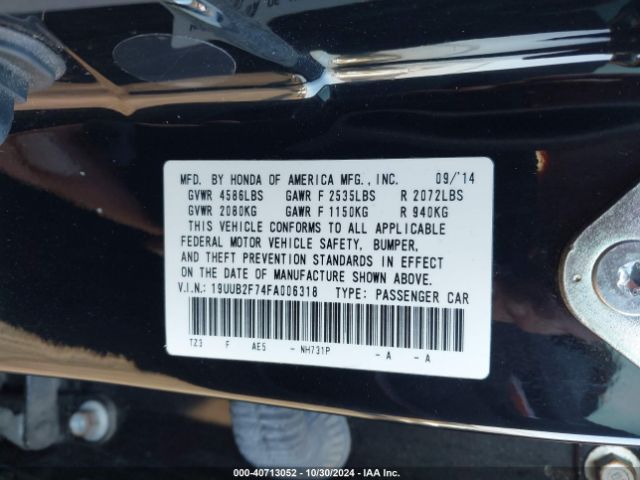 MFD. BY HONDA OF AMERICA MFG., INC. 09/'14
GVWR 4586LBS GAWR F 2535LBS R 2072LBS
GVWR 2080KG GAWR F 1150KG R 940KG
THIS VEHICLE CONFORMS TO ALL APPLICABLE
FEDERAL MOTOR VEHICLE SAFETY, BUMPER,
AND THEFT PREVENTION STANDARDS IN EFFECT
ON THE DATE OF MANUFACTURE SHOWN ABOVE.
V.I.N.: 19UUB2F74FA006318 TYPE: PASSENGER CAR
TZ3 F AE5 - NH731P - A - A
000-40713052 - 10/30/2024 - IAA Inc.